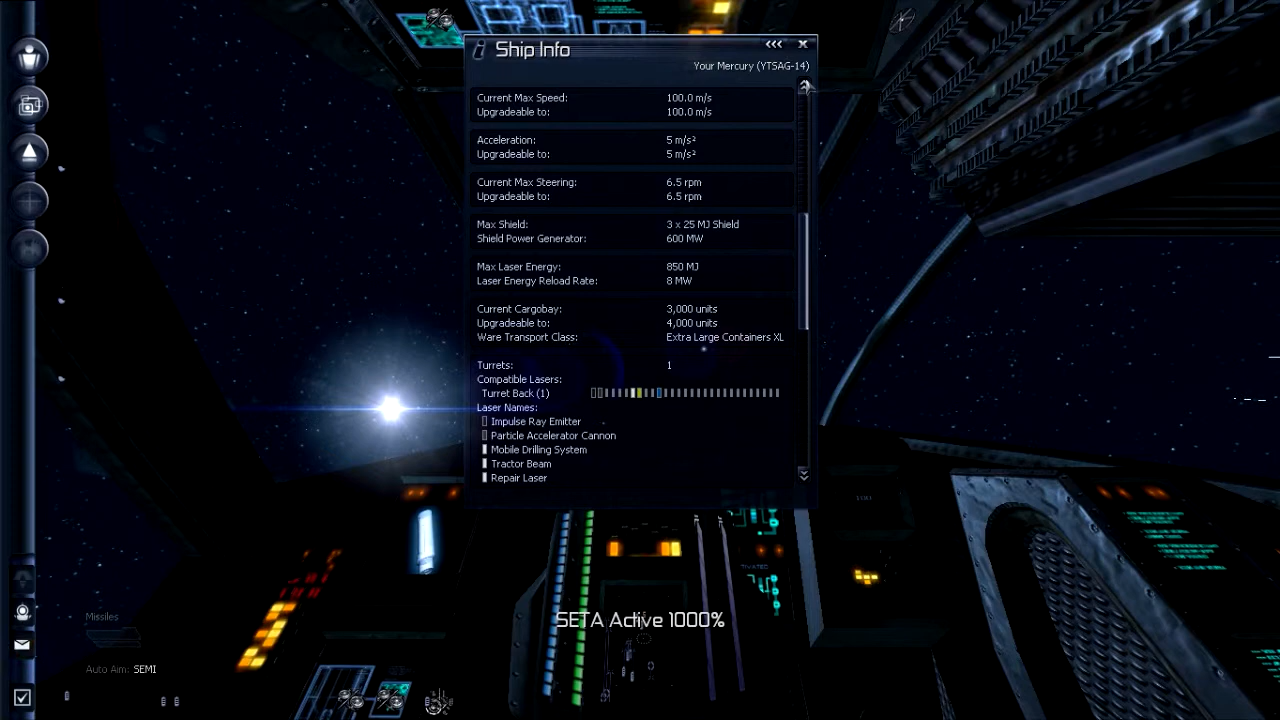 Ship Info
Your Mercury (YTSAG-14)
Current Max Speed: 100.0 m/s
Upgradeable to: 100.0 m/s
Acceleration: 5 m/s²
Upgradeable to: 5 m/s²
Current Max Steering: 6.5 rpm
Upgradeable to: 6.5 rpm
Max Shield: 3 x 25 MJ Shield
Shield Power Generator: 600 MW
Max Laser Energy: 850 MJ
Laser Energy Reload Rate: 8 MW
Current Cargobay: 3,000 units
Upgradeable to: 4,000 units
Ware Transport Class: Extra Large Containers XL
Turrets: 1
Compatible Lasers:
Turret Back (1)
Laser Names:
Impulse Ray Emitter
Particle Accelerator Cannon
Mobile Drilling System
Tractor Beam
Repair Laser
SETA Active 1000%
Missiles
Auto Aim: SEMI